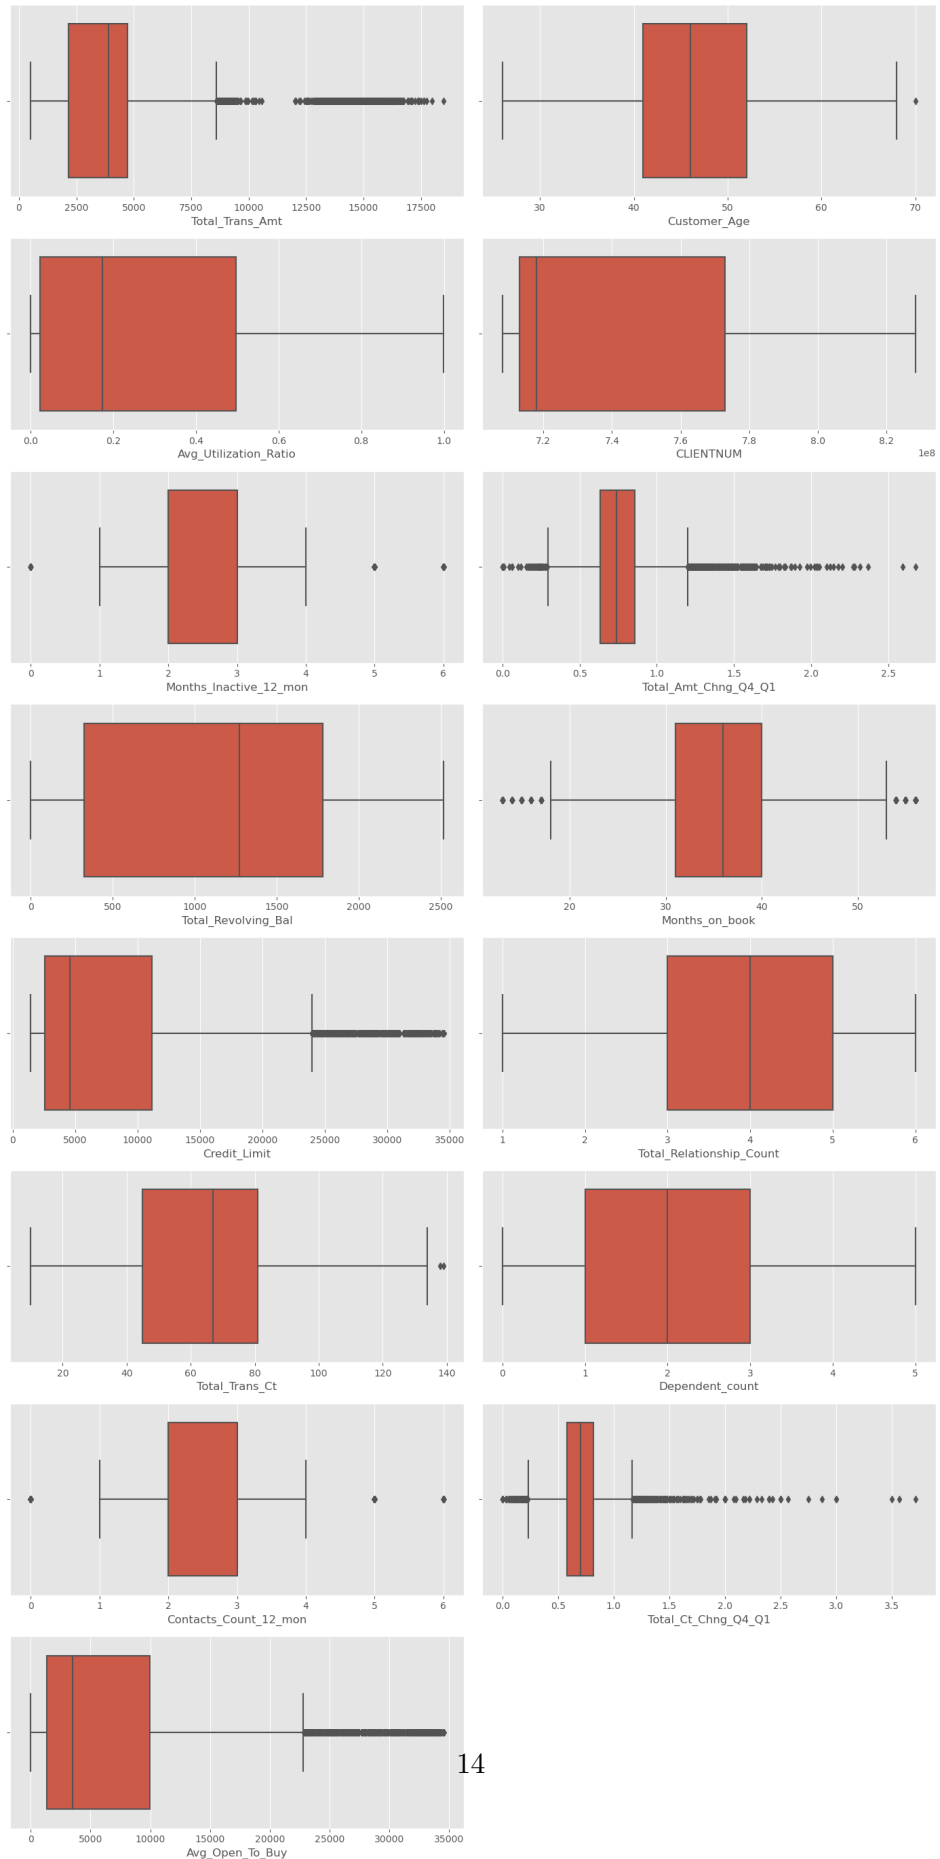 0 2500 5000 7500 10000 12500 15000 17500
Total_Trans_Amt
30 40 50 60 70
Customer_Age
0.0 0.2 0.4 0.6 0.8 1.0
Avg_Utilization_Ratio
7.2 7.4 7.6 7.8 8.0 8.2
CLIENTNUM
1e8
0 1 2 3 4 5 6
Months_Inactive_12_mon
0.0 0.5 1.0 1.5 2.0 2.5
Total_Amt_Chng_Q4_Q1
0 500 1000 1500 2000 2500
Total_Revolving_Bal
20 30 40 50
Months_on_book
0 5000 10000 15000 20000 25000 30000 35000
Credit_Limit
1 2 3 4 5 6
Total_Relationship_Count
20 40 60 80 100 120 140
Total_Trans_Ct
0 1 2 3 4 5
Dependent_count
0 1 2 3 4 5 6
Contacts_Count_12_mon
0.0 0.5 1.0 1.5 2.0 2.5 3.0 3.5
Total_Ct_Chng_Q4_Q1
0 5000 10000 15000 20000 25000 30000 35000
Avg_Open_To_Buy
14